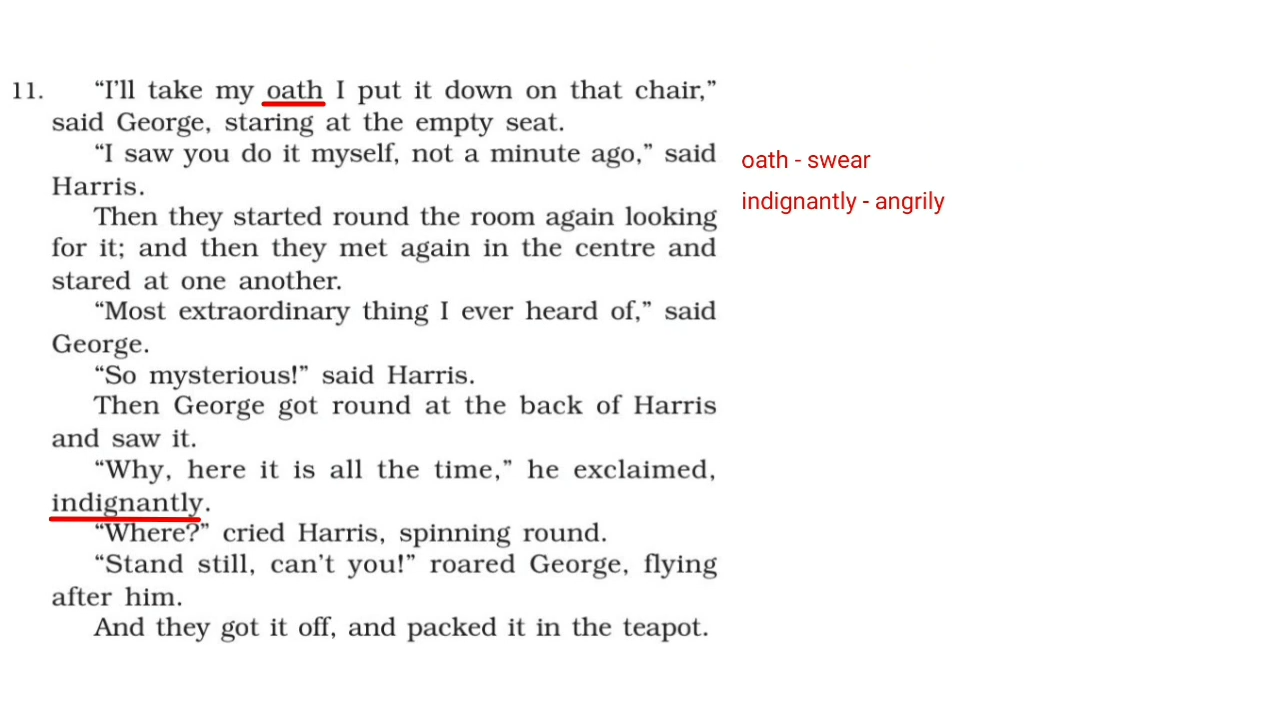 11. “I’ll take my oath I put it down on that chair,”
said George, staring at the empty seat.
“I saw you do it myself, not a minute ago,” said
Harris.
Then they started round the room again looking
for it; and then they met again in the centre and
stared at one another.
“Most extraordinary thing I ever heard of,” said
George.
“So mysterious!” said Harris.
Then George got round at the back of Harris
and saw it.
“Why, here it is all the time,” he exclaimed,
indignantly.
“Where?” cried Harris, spinning round.
“Stand still, can’t you!” roared George, flying
after him.
And they got it off, and packed it in the teapot.
oath - swear
indignantly - angrily